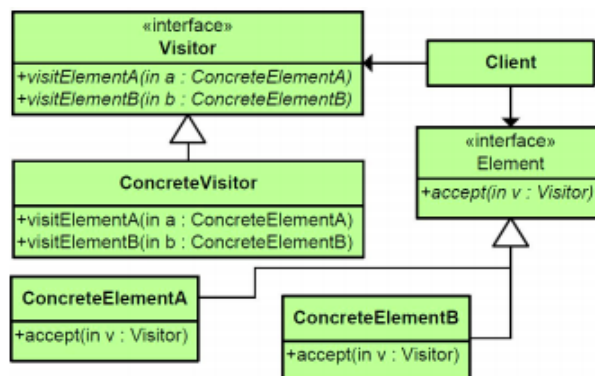 «interface»
Visitor
+visitElementA(in a : ConcreteElementA)
+visitElementB(in b : ConcreteElementB)
Client
«interface»
Element
+accept(in v : Visitor)
ConcreteVisitor
+visitElementA(in a : ConcreteElementA)
+visitElementB(in b : ConcreteElementB)
ConcreteElementA
+accept(in v : Visitor)
ConcreteElementB
+accept(in v : Visitor)